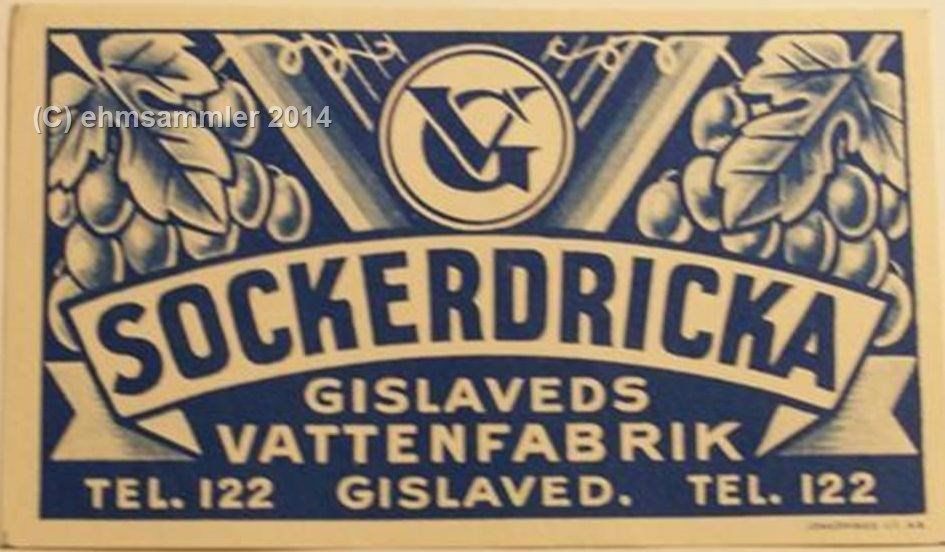 (C) ehmsammler 2014
VG
SOCKERDRICKA
GISLAVEDS
VATTENFABRIK
TEL. 122 GISLAVED. TEL. 122